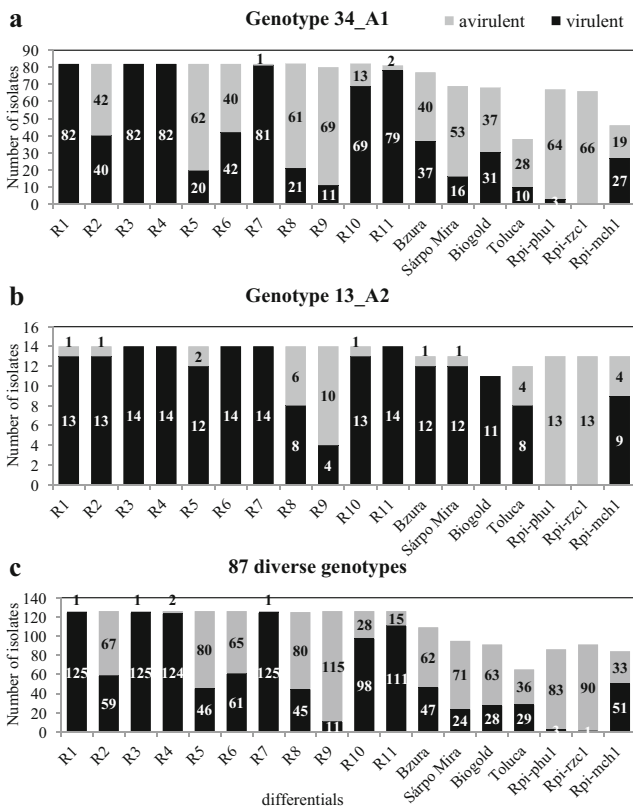 a
Genotype 34_A1
avirulent
virulent
Number of isolates
90
80
70
60
50
40
30
20
10
0
82
42
40
82
82
62
20
40
42
1
81
61
21
69
11
13
69
2
79
40
37
53
16
37
31
28
10
64
3
66
19
27
R1
R2
R3
R4
R5
R6
R7
R8
R9
R10
R11
Bzura
Sárpo Mira
Biogold
Toluca
Rpi-phu1
Rpi-rzc1
Rpi-mch1
b
Genotype 13_A2
Number of isolates
16
14
12
10
8
6
4
2
0
1
13
1
13
14
14
2
12
14
14
6
8
10
4
1
13
14
1
12
1
12
11
4
8
13
13
4
9
R1
R2
R3
R4
R5
R6
R7
R8
R9
R10
R11
Bzura
Sárpo Mira
Biogold
Toluca
Rpi-phu1
Rpi-rzc1
Rpi-mch1
c
87 diverse genotypes
Number of isolates
140
120
100
80
60
40
20
0
1
125
67
59
1
125
2
124
80
46
65
61
1
125
80
45
115
11
28
98
15
111
62
47
71
24
63
28
36
29
83
90
33
51
R1
R2
R3
R4
R5
R6
R7
R8
R9
R10
R11
Bzura
Sárpo Mira
Biogold
Toluca
Rpi-phu1
Rpi-rzc1
Rpi-mch1
differentials